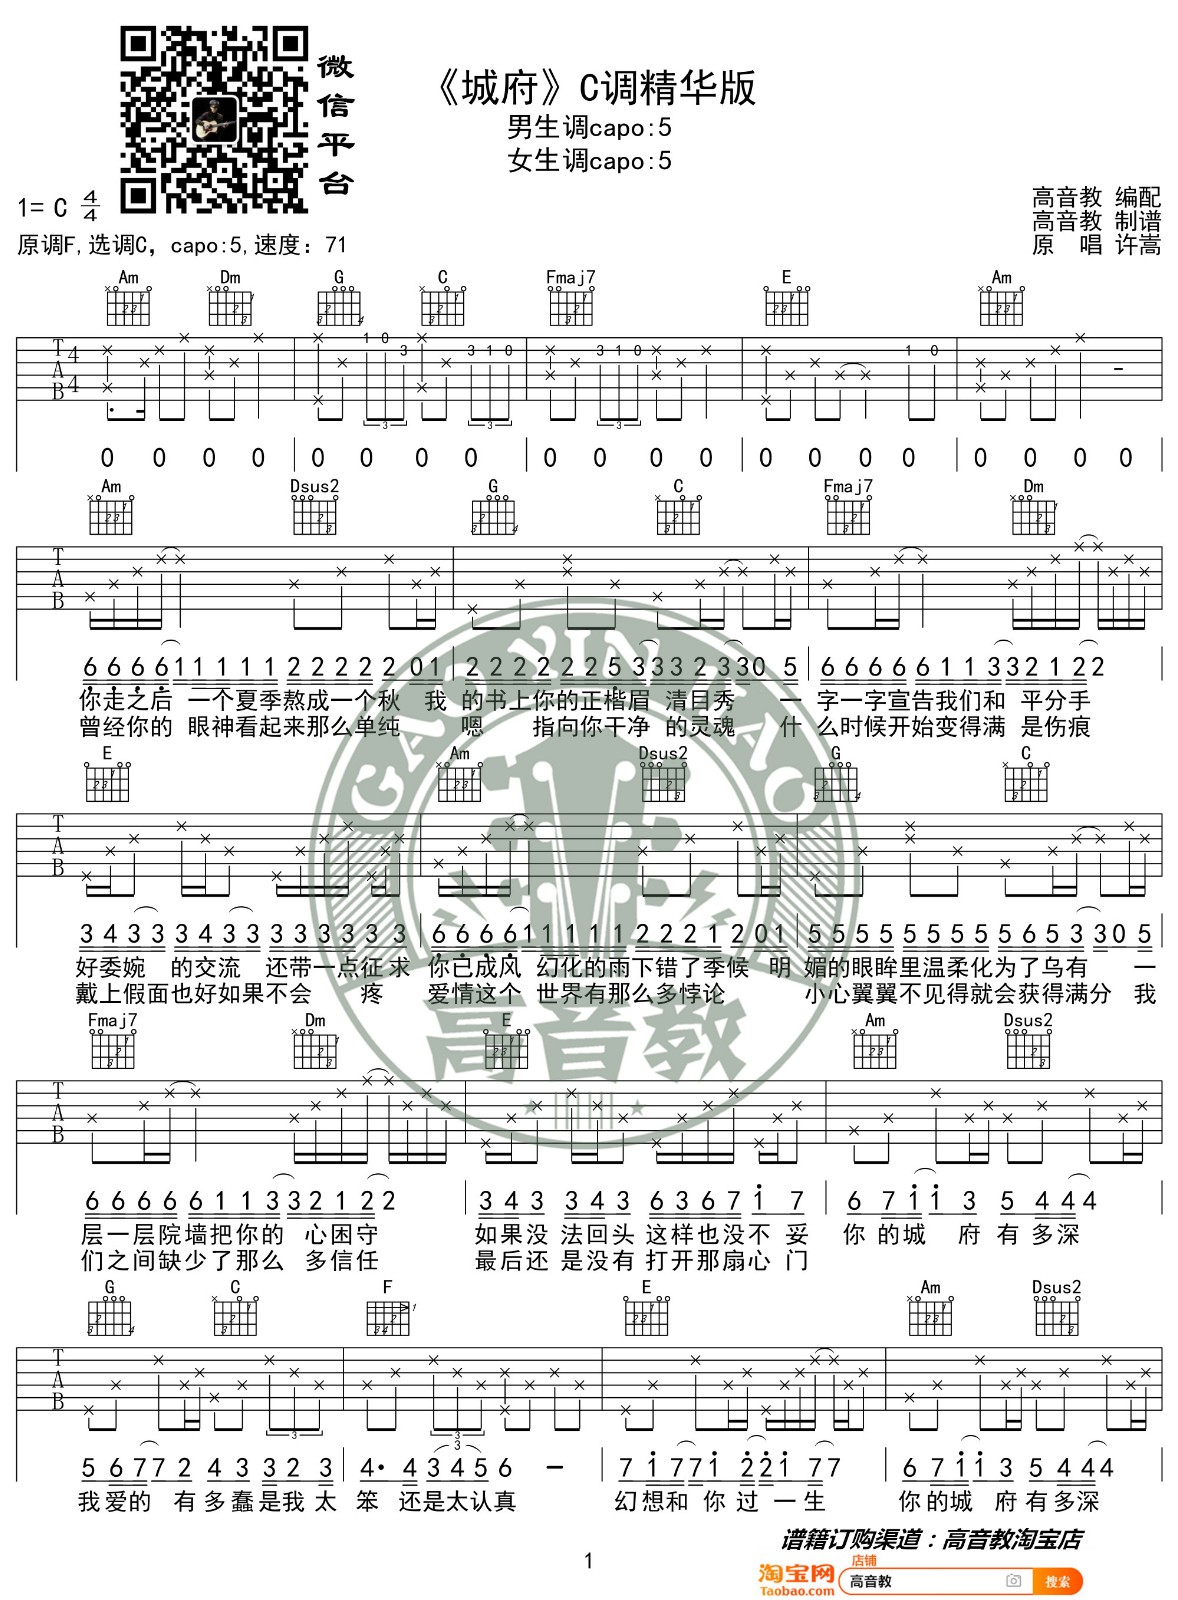 微信平台
《城府》C调精华版
男生调capo:5
女生调capo:5
1= C 4/4
高音教 编配
高音教 制谱
原 唱 许嵩
原调F,选调C，capo:5,速度：71
Am Dm G C Fmaj7 E Am
T A B 4 4 1 0 3 3 1 0 3 1 0 1 0 -
3 3 3
0 0 0 0 0 0 0 0 0 0 0 0 0 0 0 0 0 0 0 0
Am Dsus2 G C Fmaj7 Dm
T A B
6 6 6 6 1 1 1 1 1 2 2 2 2 2 0 1 2 2 2 2 2 2 5 3 3 3 2 3 3 0 5 6 6 6 6 6 1 1 3 3 2 1 2 2
你走之后 一个夏季熬成一个秋 我 的书上你的正楷眉 清目秀 一 字一字宣告我们和 平分手
曾经你的 眼神看起来那么单纯 嗯 指向你干净 的灵魂 什 么时候开始变得满 是伤痕
E Am Dsus2 G C
T A B
3 4 3 3 3 4 3 3 3 3 3 3 3 3 6 6 6 6 1 1 1 1 1 2 2 2 1 2 0 1 5 5 5 5 5 5 5 5 5 6 5 3 3 0 5
好委婉 的交流 还带一点征求 你已成风 幻化的雨下错了季候 明 媚的眼眸里温柔化为了乌有 一
戴上假面也好如果不会 疼 爱情这个 世界有那么多悖论 小心翼翼不见得就会获得满分 我
Fmaj7 Dm E Am Dsus2
T A B
6 6 6 6 6 1 1 3 3 2 1 2 2 3 4 3 3 4 3 6 3 6 7 1 7 6 7 1 1 3 5 4 4 4
层一层院墙把你的 心困守 如果没 法回头 这样也没不 妥 你的城 府有多深
们之间缺少了那么 多信任 最后还 是没有 打开那扇心 门
G C F E Am Dsus2
T A B
3 3
5 6 7 7 2 4 3 3 2 3 4· 4 3 4 5 6 - 7 1 7 7 1 2 2 1 7 7 6 7 1 1 3 5 4 4 4
我爱的 有多蠢是我 太 笨 还是太认真 幻想和 你过一生 你的城 府有多深
谱籍订购渠道：高音教淘宝店
1
淘宝网
Taobao.com
店铺
高音教
搜索
GAO YIN JIAO
高音教